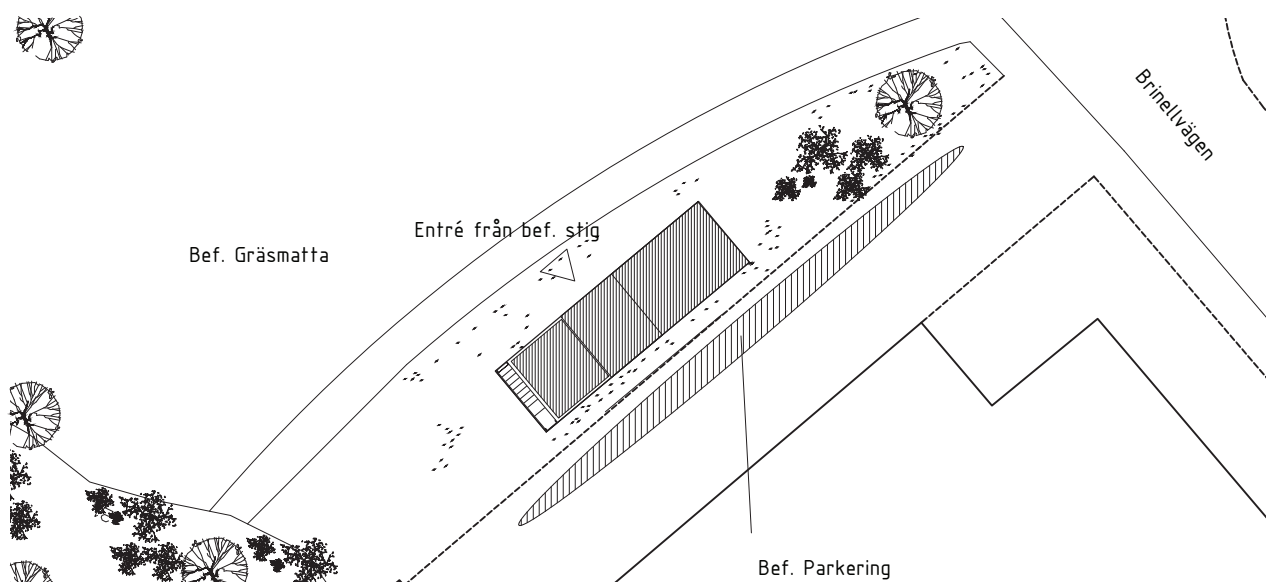 Brinellvägen
Entré från bef. stig
Bef. Gräsmatta
Bef. Parkering